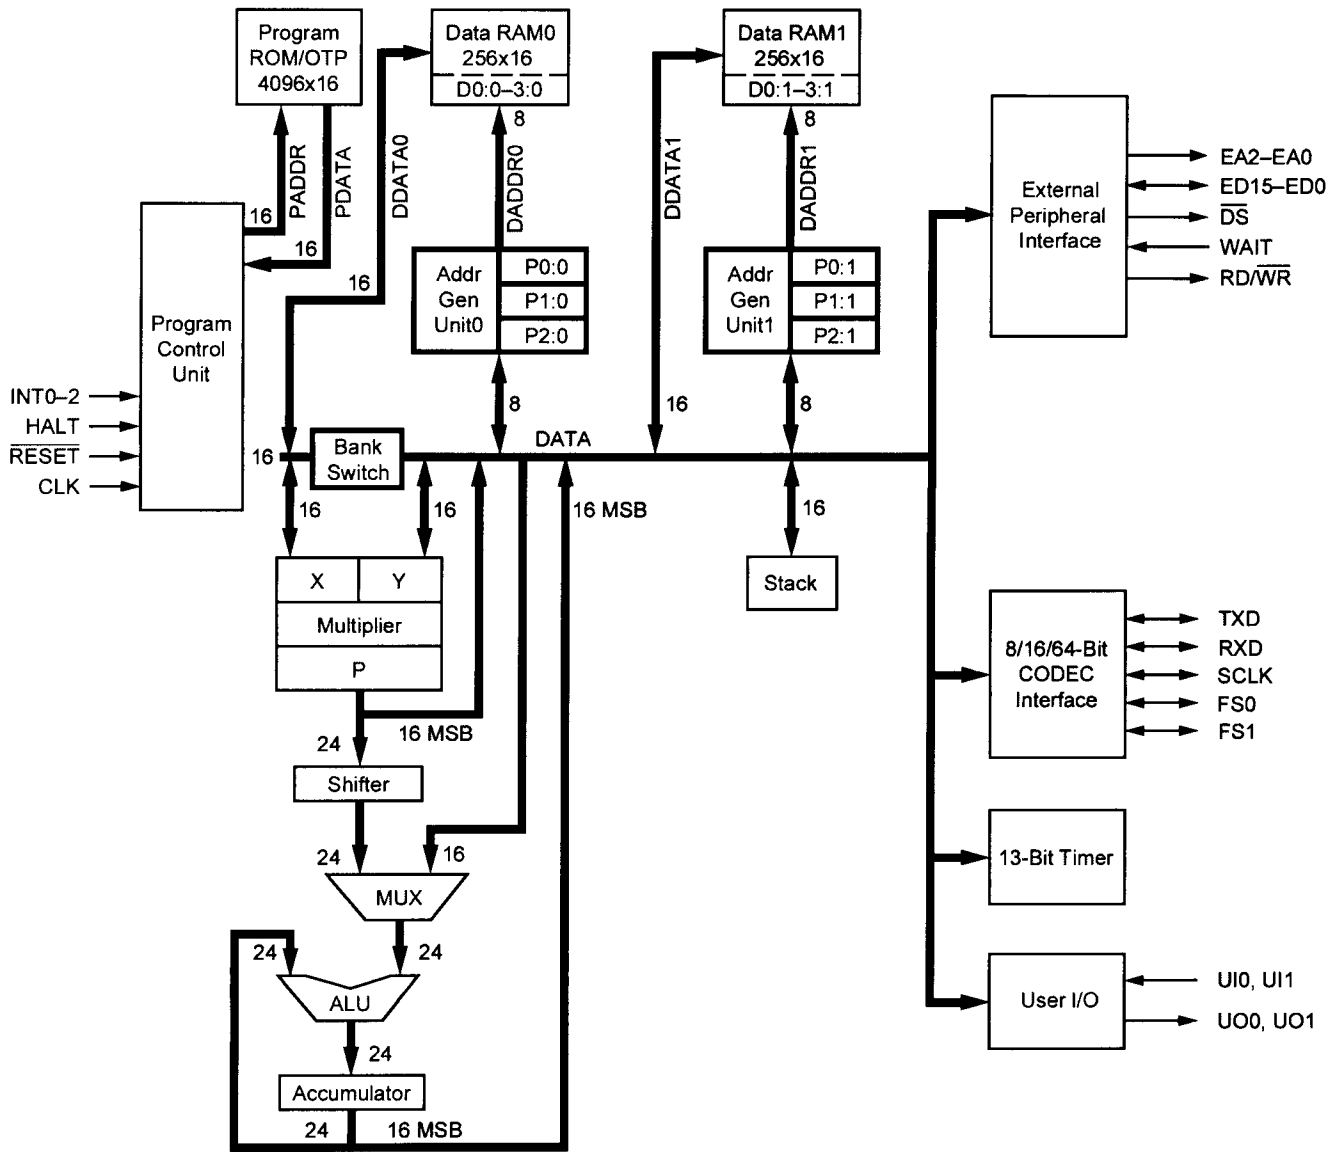 Program
ROM/OTP
4096x16
Data RAM0
256x16
D0:0–3:0
Data RAM1
256x16
D0:1–3:1
8
8
PADDR
PDATA
DDATA0
DADDR0
DDATA1
DADDR1
16
16
16
Program
Control
Unit
Addr
Gen
Unit0
P0:0
P1:0
P2:0
Addr
Gen
Unit1
P0:1
P1:1
P2:1
External
Peripheral
Interface
EA2–EA0
ED15–ED0
D̅S̅
WAIT
RD/W̅R̅
INT0–2
HALT
R̅E̅S̅E̅T̅
CLK
8
16
8
16
Bank
Switch
DATA
16
16
16 MSB
16
X
Y
Multiplier
P
Stack
8/16/64-Bit
CODEC
Interface
TXD
RXD
SCLK
FS0
FS1
24
16 MSB
Shifter
24
16
MUX
13-Bit Timer
24
24
ALU
User I/O
UI0, UI1
UO0, UO1
24
Accumulator
24
16 MSB